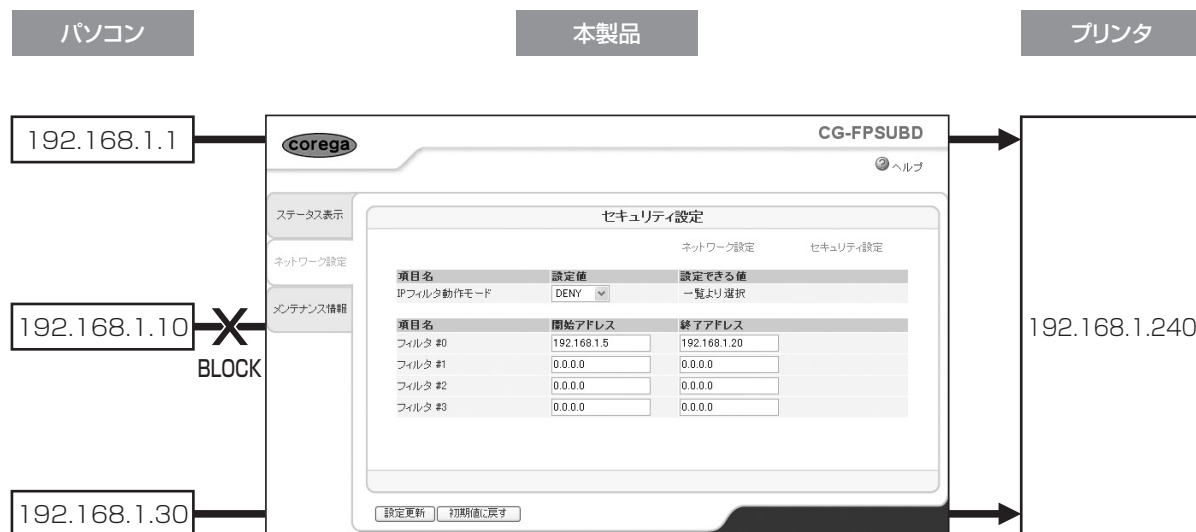 パソコン
本製品
プリンタ
192.168.1.1
corega
CG-FPSUBD
ヘルプ
ステータス表示
ネットワーク設定
メンテナンス情報
セキュリティ設定
ネットワーク設定 セキュリティ設定
項目名 設定値 設定できる値
IPフィルタ動作モード DENY 一覧より選択
項目名 開始アドレス 終了アドレス
フィルタ #0 192.168.1.5 192.168.1.20
フィルタ #1 0.0.0.0 0.0.0.0
フィルタ #2 0.0.0.0 0.0.0.0
フィルタ #3 0.0.0.0 0.0.0.0
192.168.1.10
BLOCK
192.168.1.240
192.168.1.30
設定更新 初期値に戻す